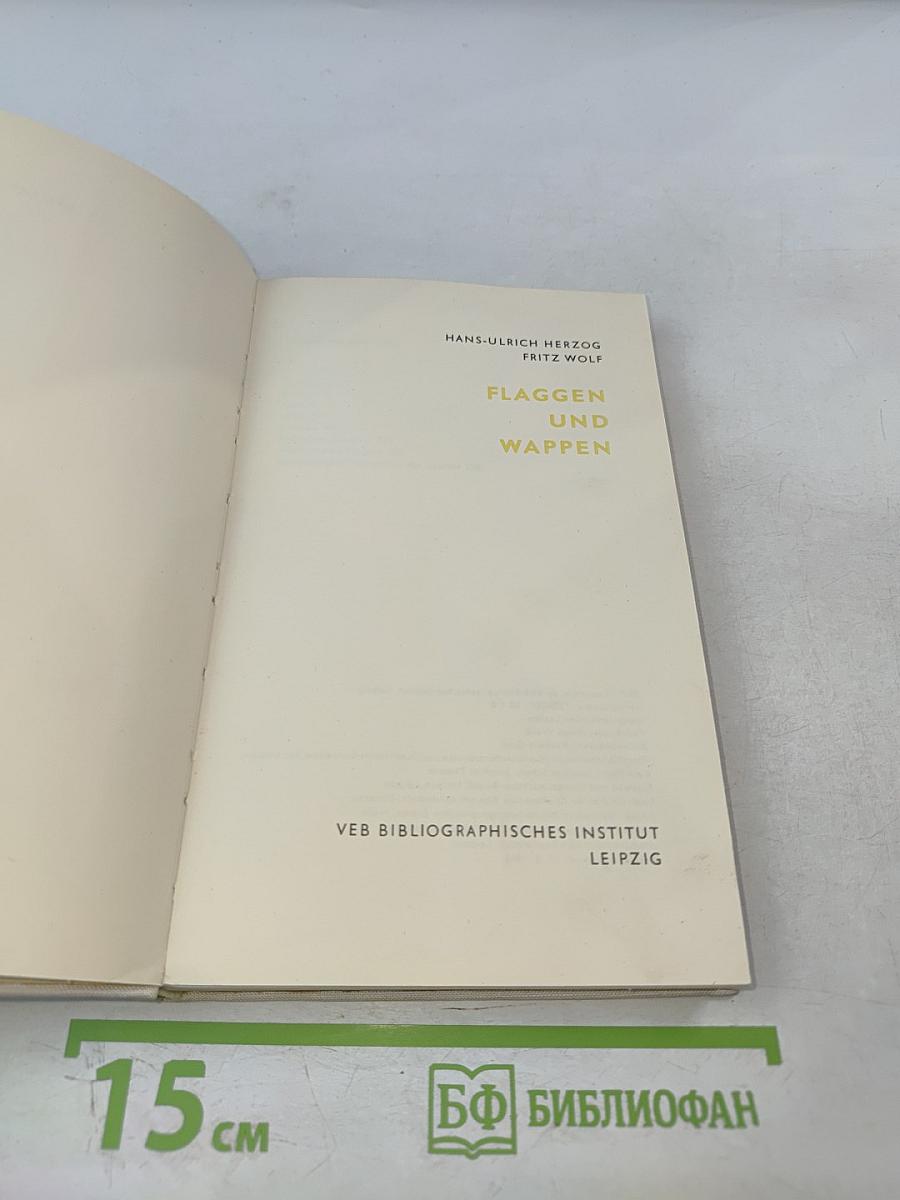 HANS-ULRICH HERZOG
FRITZ WOLF
FLAGGEN
UND
WAPPEN
VEB BIBLIOGRAPHISCHES INSTITUT
LEIPZIG
15 см
БФ БИБЛИОФАН